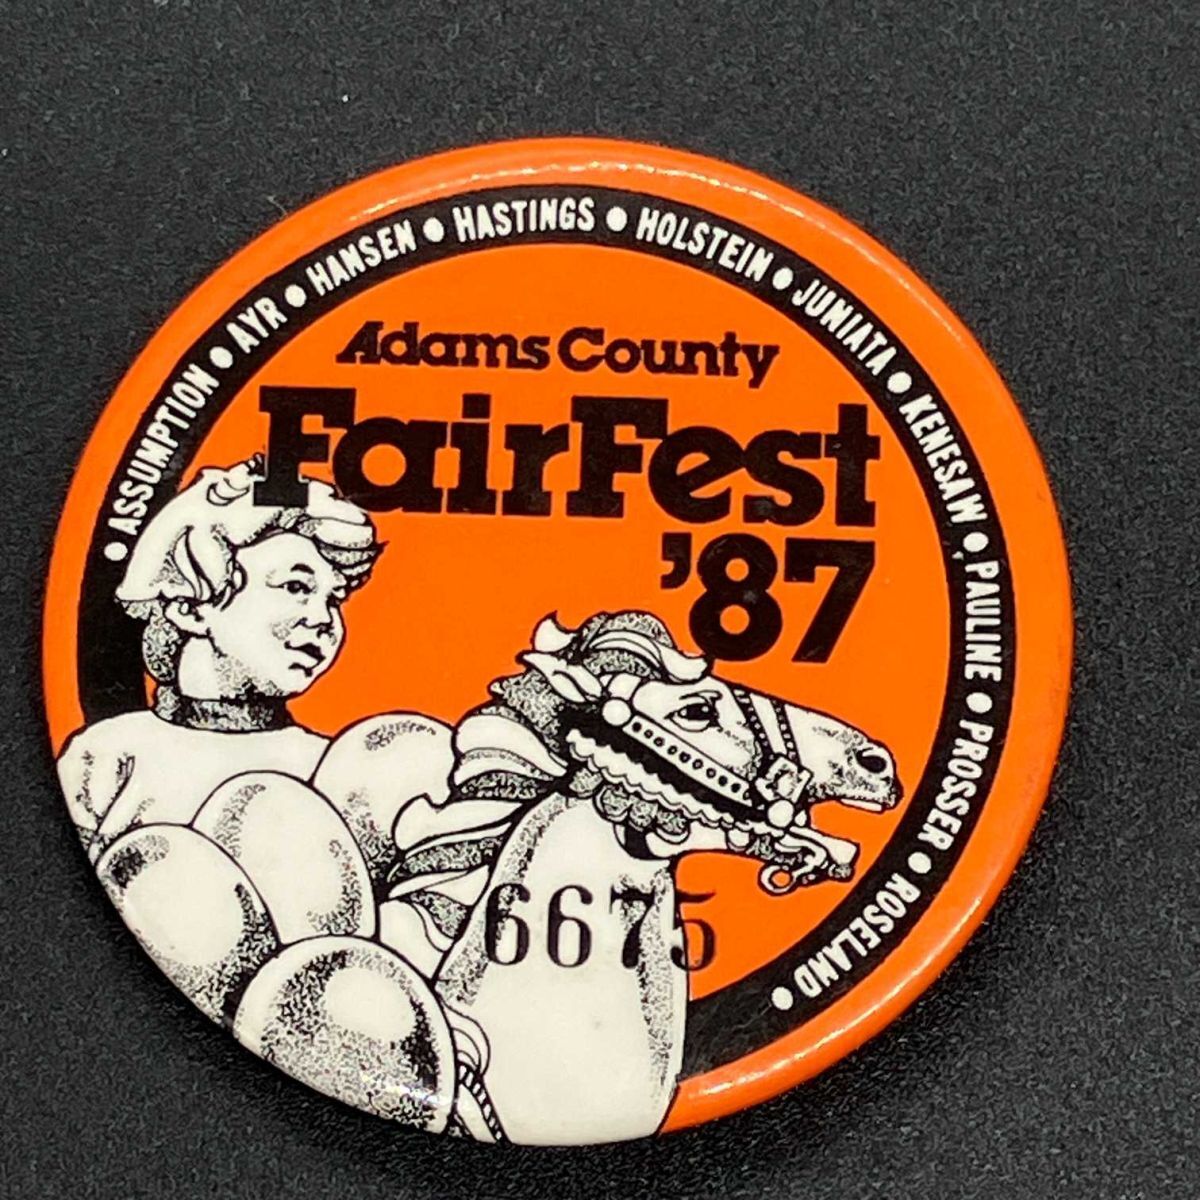 • ASSUMPTION • AYR • HANSEN • HASTINGS • HOLSTEIN • JUNIATA • KENESAW • PAULINE • PROSSER • ROSELAND •
Adams County
FairFest
'87
6675